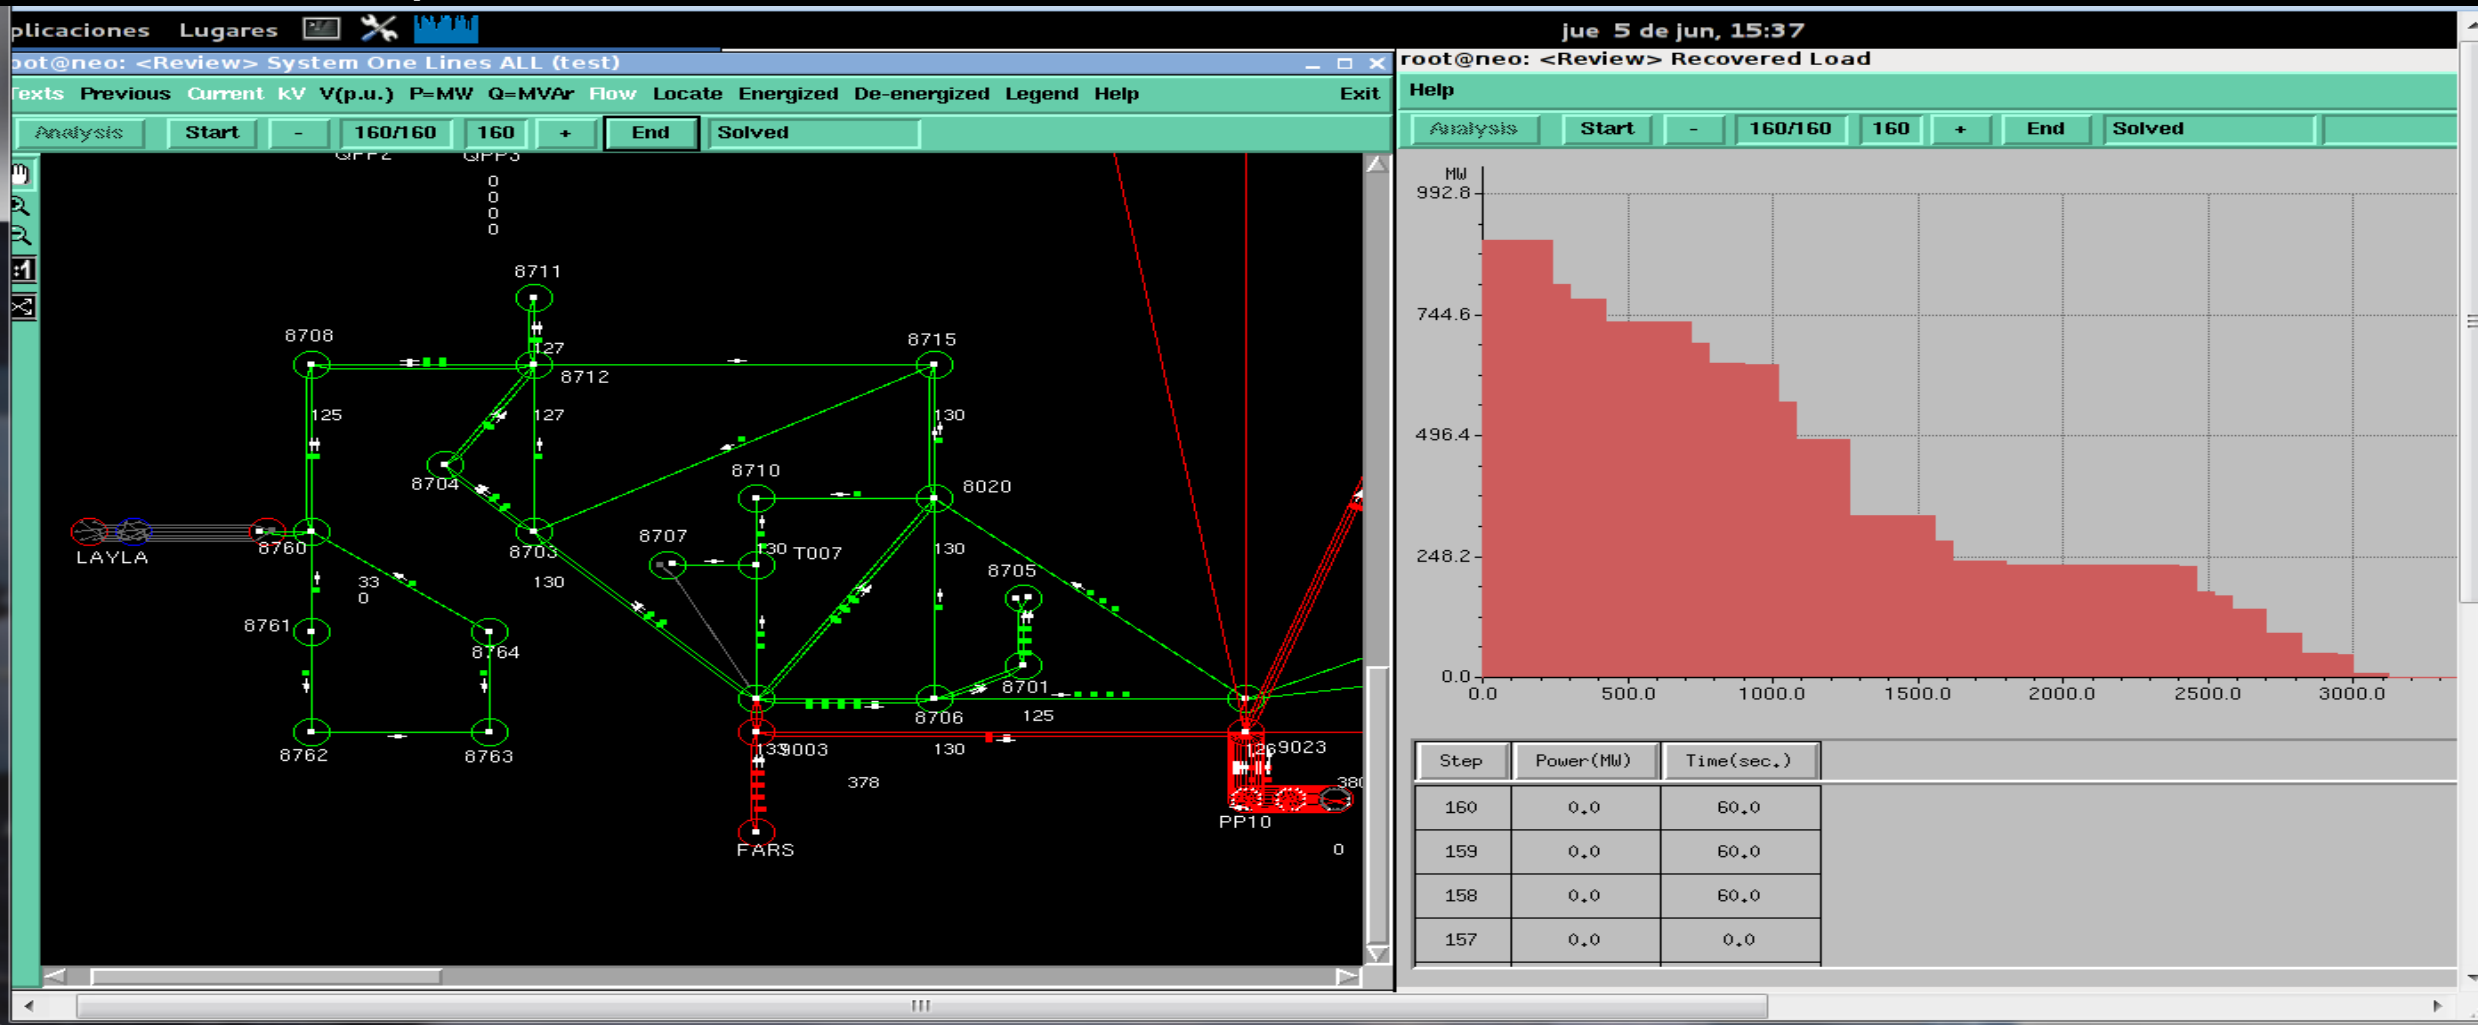 plicaciones Lugares
jue 5 de jun, 15:37
oot@neo: <Review> System One Lines ALL (test)
Texts Previous Current kV V(p.u.) P=MW Q=MVAr Flow Locate Energized De-energized Legend Help Exit
Analysis Start - 160/160 160 + End Solved
QPP2 QPP3
0
0
0
0
8711
8708
127
8715
8712
125
127
130
8704
8710
8020
8707
8760
8703
130
T007
130
LAYLA
8705
33
0
130
8761
8764
8701
8706
125
8762
8763
9003
130
9023
378
380
PP10
FARS
0
root@neo: <Review> Recovered Load
Help
Analysis Start - 160/160 160 + End Solved
MW
992.8
744.6
496.4
248.2
0.0
0.0 500.0 1000.0 1500.0 2000.0 2500.0 3000.0
Step Power(MW) Time(sec.)
160 0.0 60.0
159 0.0 60.0
158 0.0 60.0
157 0.0 0.0